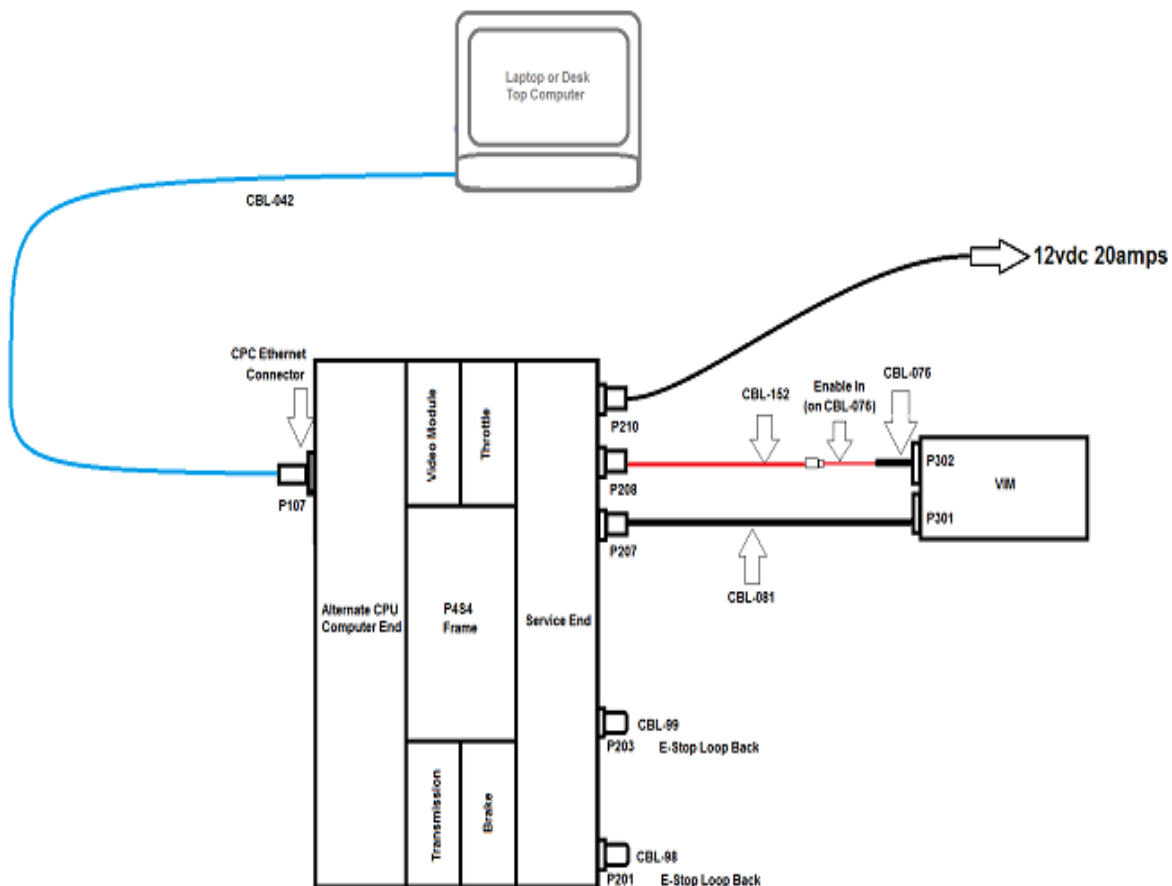 Laptop or Desk
Top Computer
CBL-042
12vdc 20amps
CPC Ethernet
Connector
P107
Alternate CPU
Computer End
Video Module
Throttle
P4S4
Frame
Transmission
Brake
Service End
P210
P208
P207
CBL-152
Enable In
(on CBL-076)
CBL-076
P302
VIM
P301
CBL-081
CBL-99
P203 E-Stop Loop Back
CBL-98
P201 E-Stop Loop Back